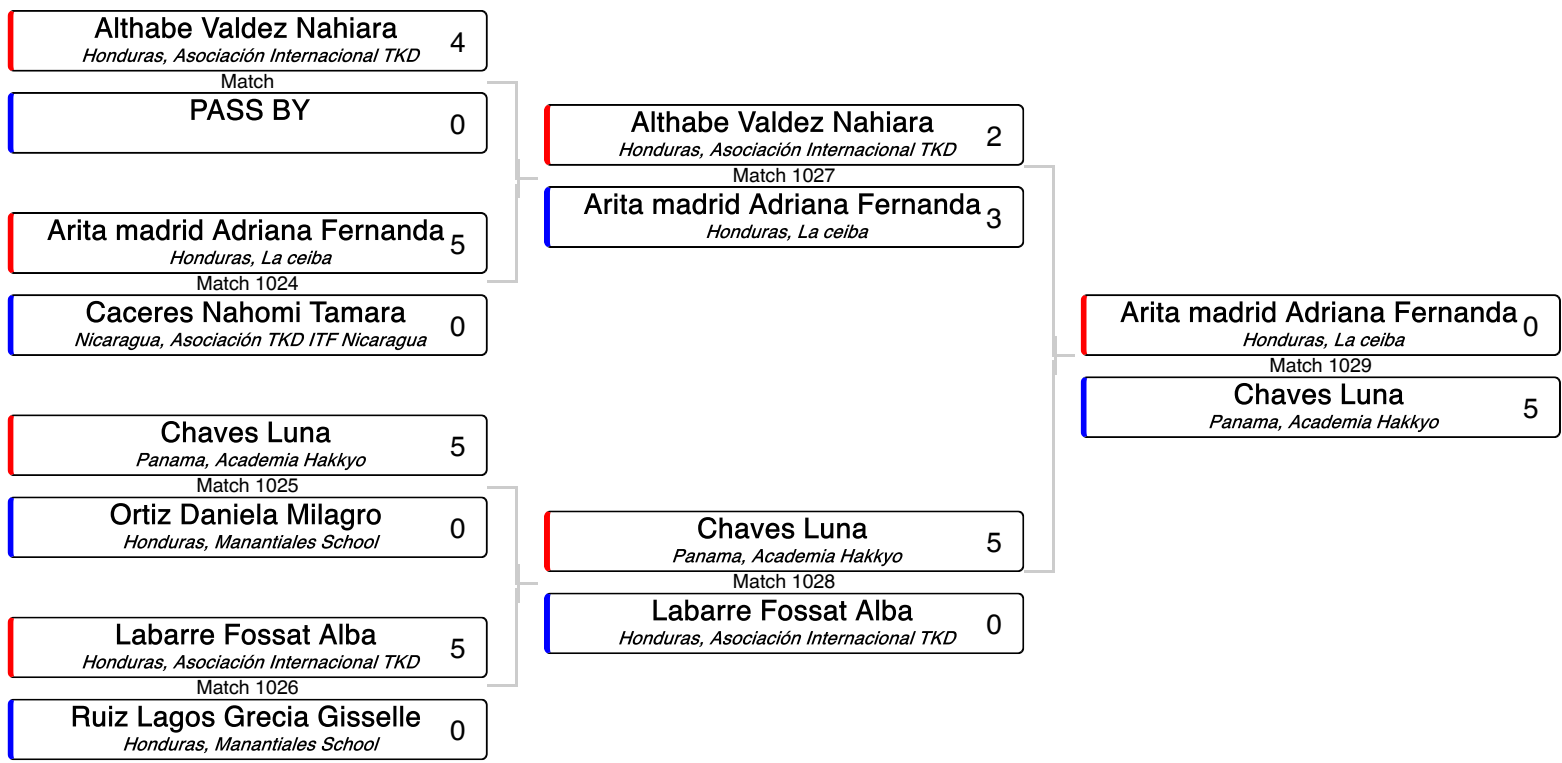 Althabe Valdez Nahiara
Honduras, Asociación Internacional TKD
4
Match
PASS BY
0
Arita madrid Adriana Fernanda
Honduras, La ceiba
5
Match 1024
Caceres Nahomi Tamara
Nicaragua, Asociación TKD ITF Nicaragua
0
Chaves Luna
Panama, Academia Hakkyo
5
Match 1025
Ortiz Daniela Milagro
Honduras, Manantiales School
0
Labarre Fossat Alba
Honduras, Asociación Internacional TKD
5
Match 1026
Ruiz Lagos Grecia Gisselle
Honduras, Manantiales School
0
Althabe Valdez Nahiara
Honduras, Asociación Internacional TKD
2
Match 1027
Arita madrid Adriana Fernanda
Honduras, La ceiba
3
Chaves Luna
Panama, Academia Hakkyo
5
Match 1028
Labarre Fossat Alba
Honduras, Asociación Internacional TKD
0
Arita madrid Adriana Fernanda
Honduras, La ceiba
0
Match 1029
Chaves Luna
Panama, Academia Hakkyo
5